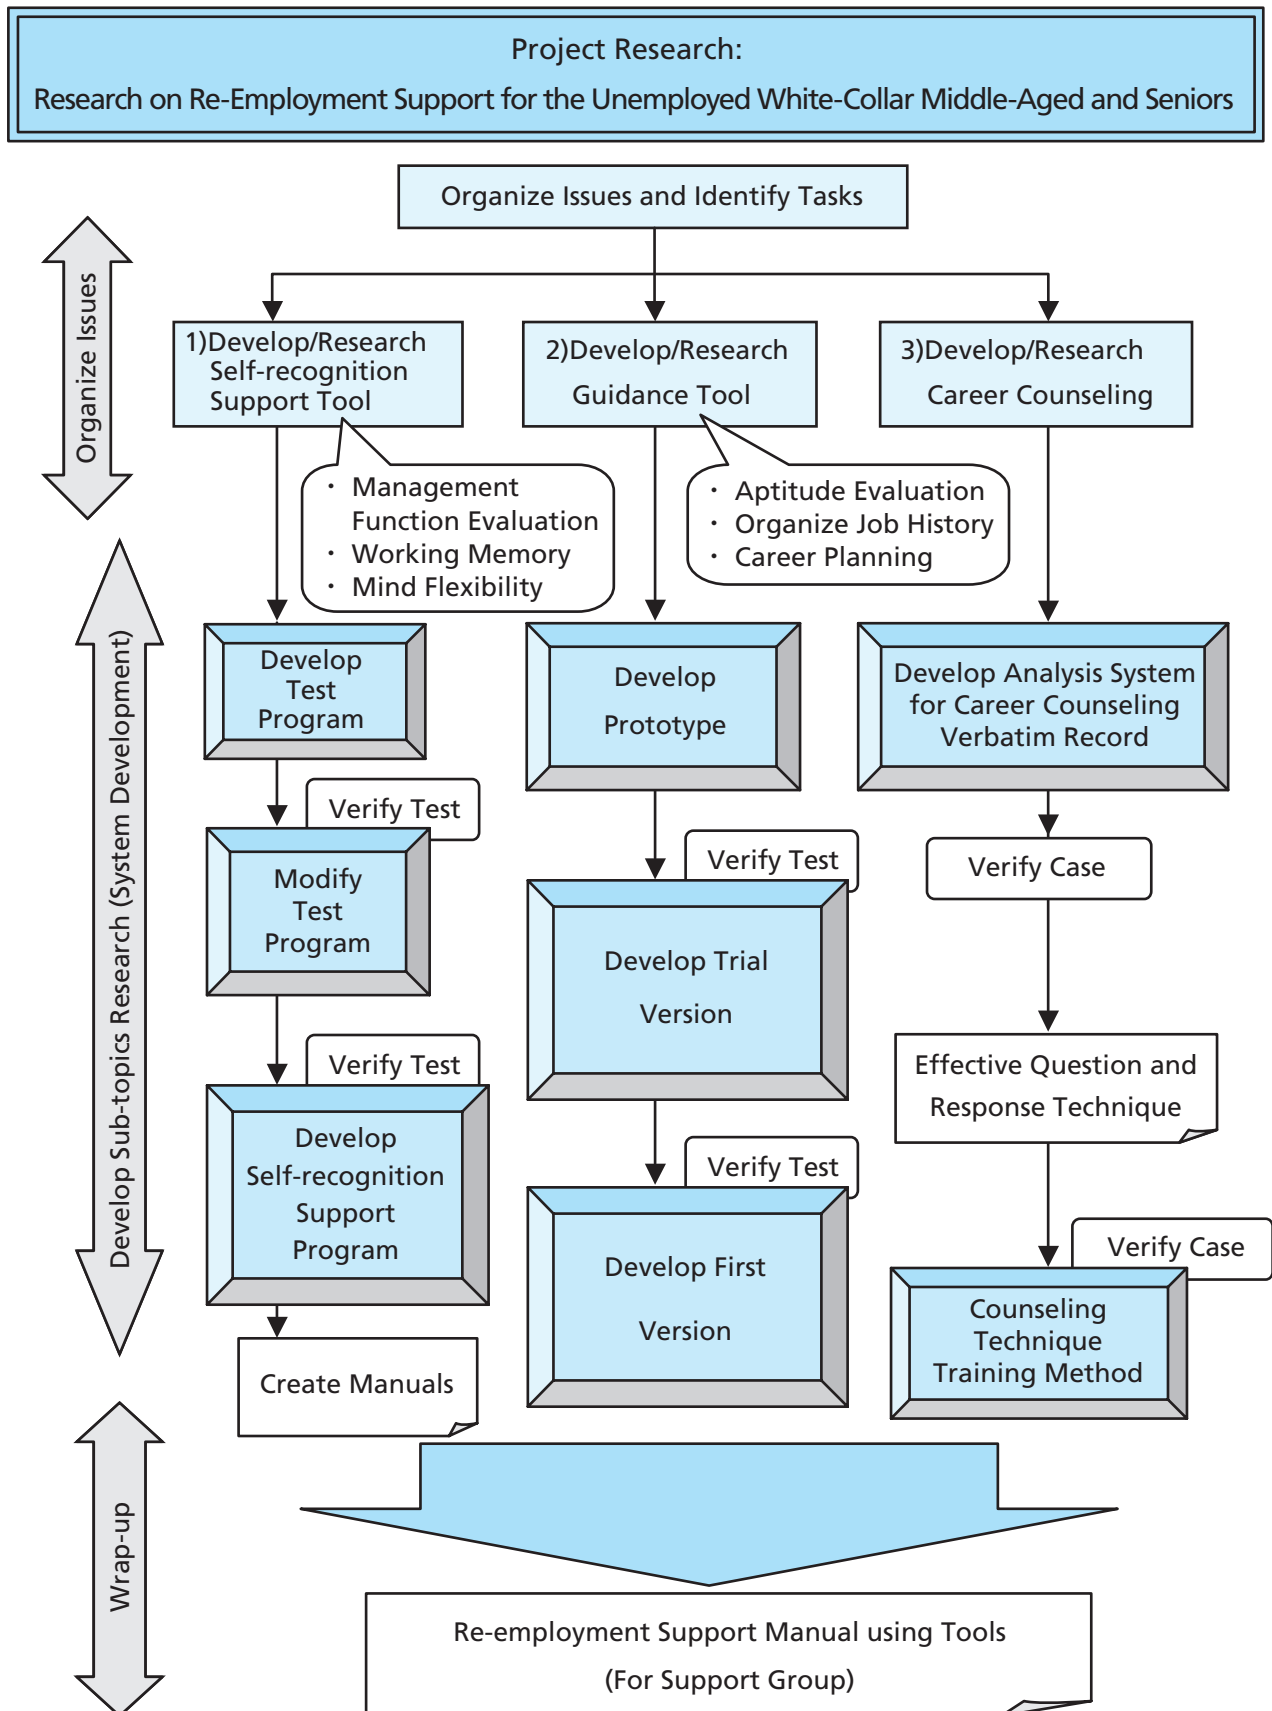 Project Research:
Research on Re-Employment Support for the Unemployed White-Collar Middle-Aged and Seniors
Organize Issues and Identify Tasks
Organize Issues
1)Develop/Research
Self-recognition
Support Tool
2)Develop/Research
Guidance Tool
3)Develop/Research
Career Counseling
・ Management
Function Evaluation
・ Working Memory
・ Mind Flexibility
・ Aptitude Evaluation
・ Organize Job History
・ Career Planning
Develop Sub-topics Research (System Development)
Develop
Test
Program
Develop
Prototype
Develop Analysis System
for Career Counseling
Verbatim Record
Verify Test
Modify
Test
Program
Verify Test
Develop Trial
Version
Verify Case
Verify Test
Develop
Self-recognition
Support
Program
Verify Test
Develop First
Version
Effective Question and
Response Technique
Verify Case
Counseling
Technique
Training Method
Create Manuals
Wrap-up
Re-employment Support Manual using Tools
(For Support Group)